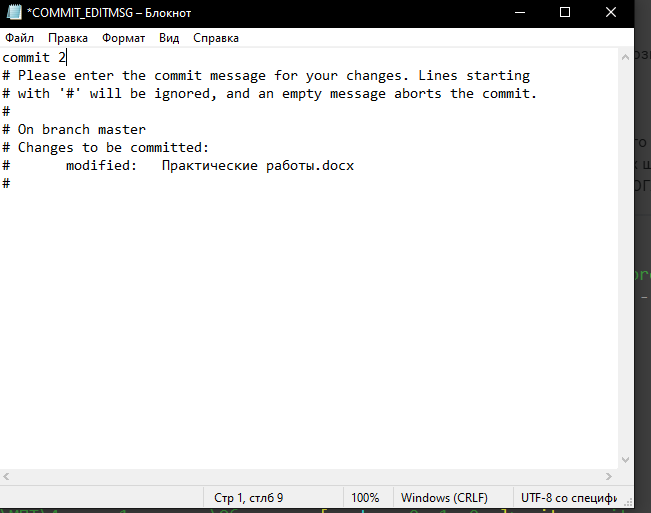 *COMMIT_EDITMSG – Блокнот
Файл Правка Формат Вид Справка
commit 2
# Please enter the commit message for your changes. Lines starting
# with '#' will be ignored, and an empty message aborts the commit.
#
# On branch master
# Changes to be committed:
#       modified:   Практические работы.docx
#
Стр 1, стлб 9 100% Windows (CRLF) UTF-8 со специфи